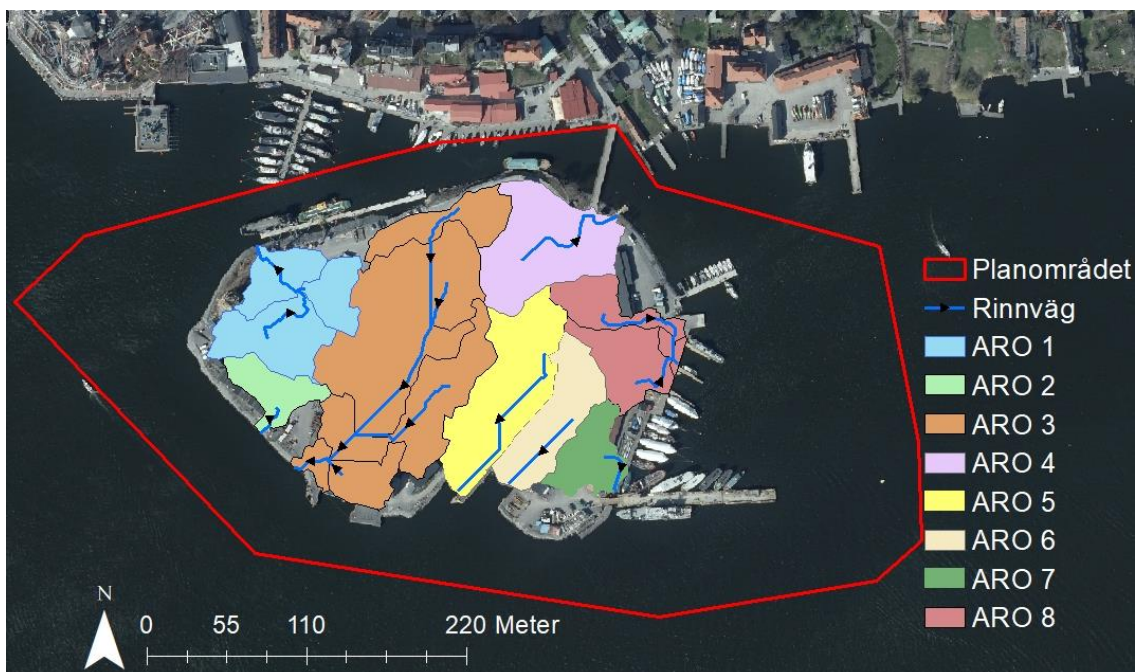 Planområdet
Rinnväg
ARO 1
ARO 2
ARO 3
ARO 4
ARO 5
ARO 6
ARO 7
ARO 8
N
0 55 110 220 Meter